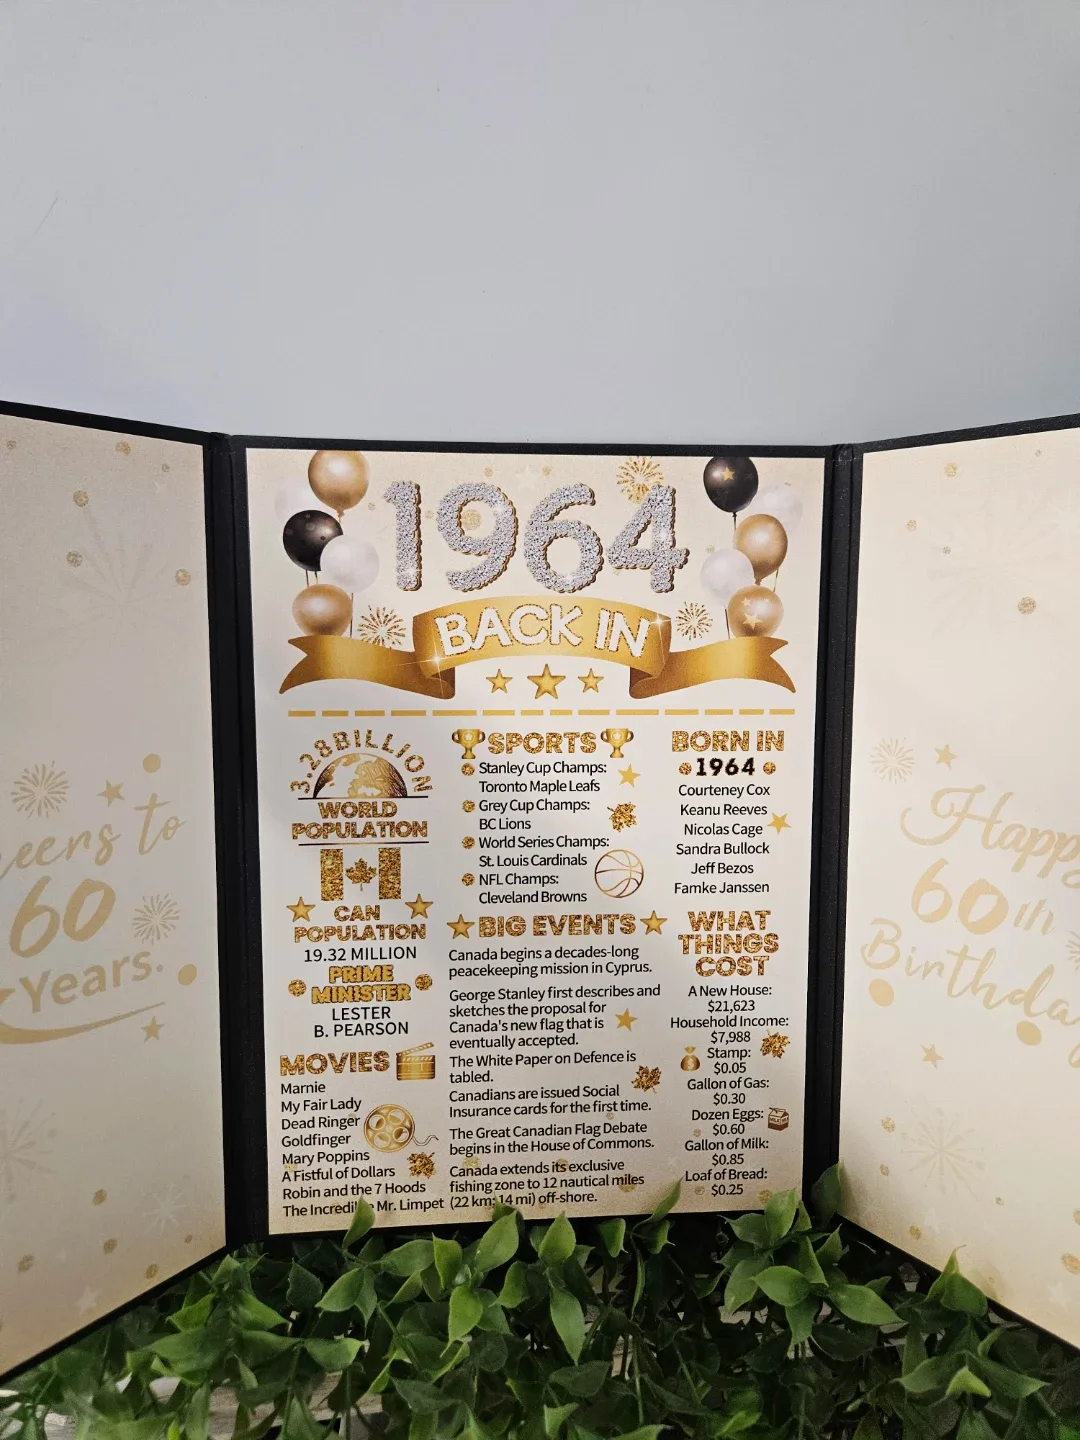 eers to
60
Years.
1964
BACK IN
3.28 BILLION
WORLD
POPULATION
CAN
POPULATION
19.32 MILLION
PRIME
MINISTER
LESTER
B. PEARSON
MOVIES
Marnie
My Fair Lady
Dead Ringer
Goldfinger
Mary Poppins
A Fistful of Dollars
Robin and the 7 Hoods
The Incredible Mr. Limpet
SPORTS
Stanley Cup Champs:
Toronto Maple Leafs
Grey Cup Champs:
BC Lions
World Series Champs:
St. Louis Cardinals
NFL Champs:
Cleveland Browns
BIG EVENTS
Canada begins a decades-long
peacekeeping mission in Cyprus.
George Stanley first describes and
sketches the proposal for
Canada's new flag that is
eventually accepted.
The White Paper on Defence is
tabled.
Canadians are issued Social
Insurance cards for the first time.
The Great Canadian Flag Debate
begins in the House of Commons.
Canada extends its exclusive
fishing zone to 12 nautical miles
(22 km; 14 mi) off-shore.
BORN IN
1964
Courteney Cox
Keanu Reeves
Nicolas Cage
Sandra Bullock
Jeff Bezos
Famke Janssen
WHAT
THINGS
COST
A New House:
$21,623
Household Income:
$7,988
Stamp:
$0.05
Gallon of Gas:
$0.30
Dozen Eggs:
$0.60
Gallon of Milk:
$0.85
Loaf of Bread:
$0.25
Happy
60th
Birthday